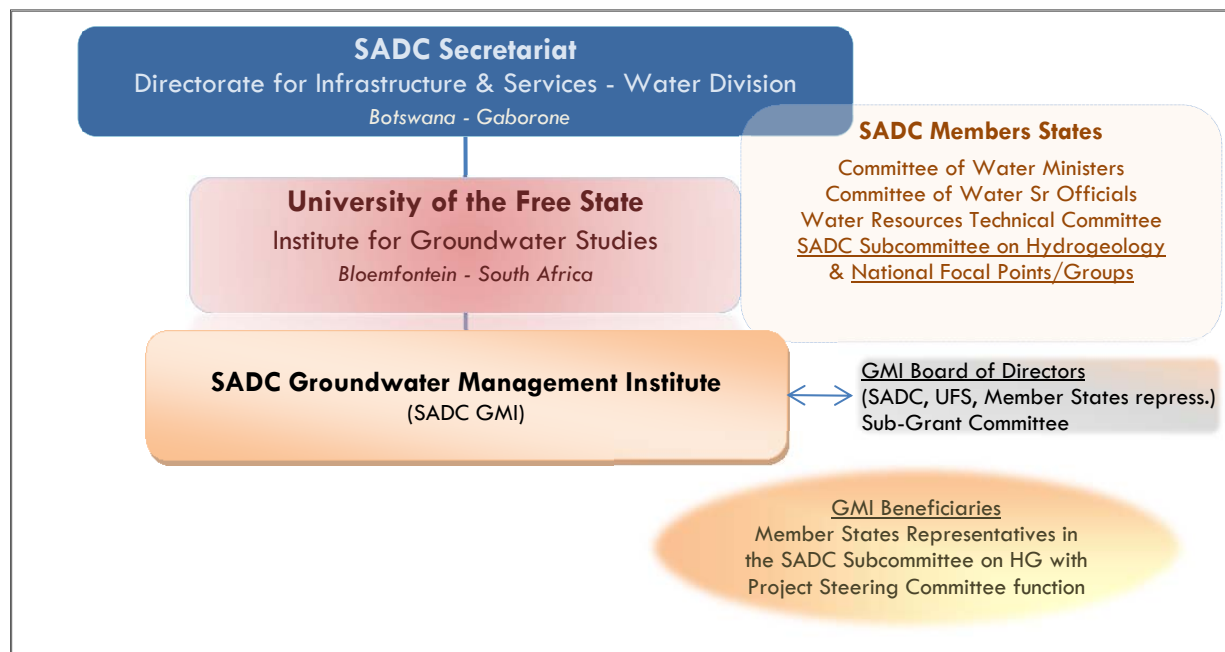 SADC Secretariat
Directorate for Infrastructure & Services - Water Division
Botswana - Gaborone
SADC Members States
Committee of Water Ministers
Committee of Water Sr Officials
Water Resources Technical Committee
SADC Subcommittee on Hydrogeology
& National Focal Points/Groups
University of the Free State
Institute for Groundwater Studies
Bloemfontein - South Africa
SADC Groundwater Management Institute
(SADC GMI)
GMI Board of Directors
(SADC, UFS, Member States repress.)
Sub-Grant Committee
GMI Beneficiaries
Member States Representatives in
the SADC Subcommittee on HG with
Project Steering Committee function